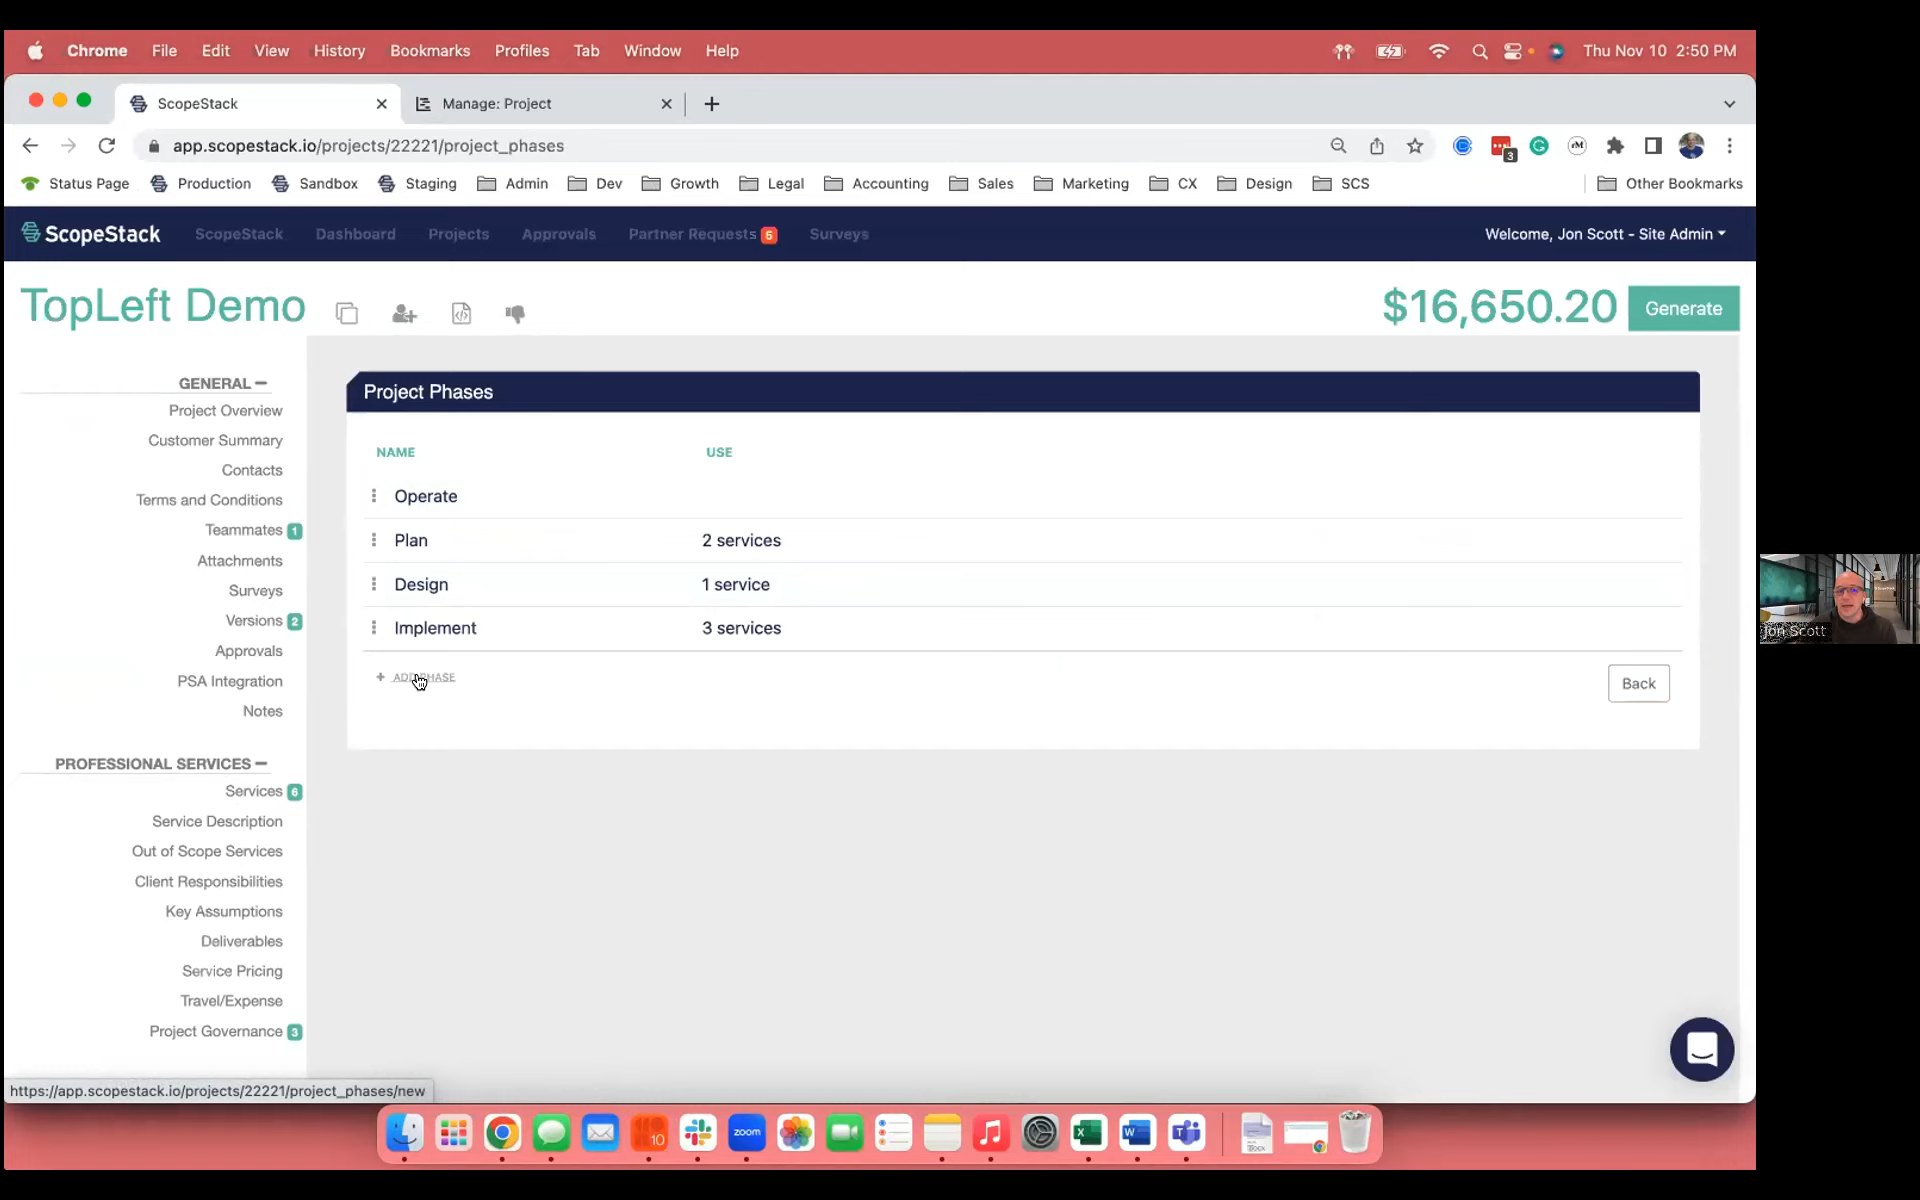 Chrome File Edit View History Bookmarks Profiles Tab Window Help Thu Nov 10 2:50 PM
ScopeStack Manage: Project
app.scopestack.io/projects/22221/project_phases
3
Status Page Production Sandbox Staging Admin Dev Growth Legal Accounting Sales Marketing CX Design SCS Other Bookmarks
ScopeStack ScopeStack Dashboard Projects Approvals Partner Requests 5 Surveys Welcome, Jon Scott - Site Admin
TopLeft Demo $16,650.20 Generate
GENERAL
Project Overview
Customer Summary
Contacts
Terms and Conditions
Teammates 1
Attachments
Surveys
Versions 2
Approvals
PSA Integration
Notes
PROFESSIONAL SERVICES
Services 6
Service Description
Out of Scope Services
Client Responsibilities
Key Assumptions
Deliverables
Service Pricing
Travel/Expense
Project Governance 3
Project Phases
NAME USE
Operate
Plan 2 services
Design 1 service
Implement 3 services
+ ADD PHASE
Back
Jon Scott
https://app.scopestack.io/projects/22221/project_phases/new
10
zoom